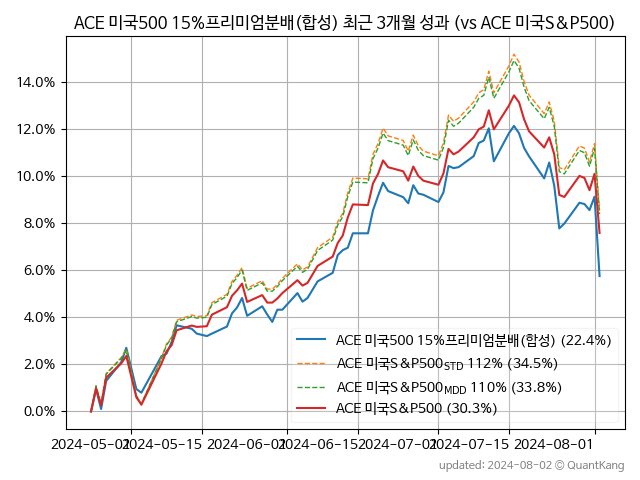 ACE 미국500 15%프리미엄분배(합성) 최근 3개월 성과 (vs ACE 미국S&P500)
14.0%
12.0%
10.0%
8.0%
6.0%
4.0%
2.0%
0.0%
ACE 미국500 15%프리미엄분배(합성) (22.4%)
ACE 미국S&P500STD 112% (34.5%)
ACE 미국S&P500MDD 110% (33.8%)
ACE 미국S&P500 (30.3%)
2024-05-01 2024-05-15 2024-06-01 2024-06-15 2024-07-01 2024-07-15 2024-08-01
updated: 2024-08-02 © QuantKang